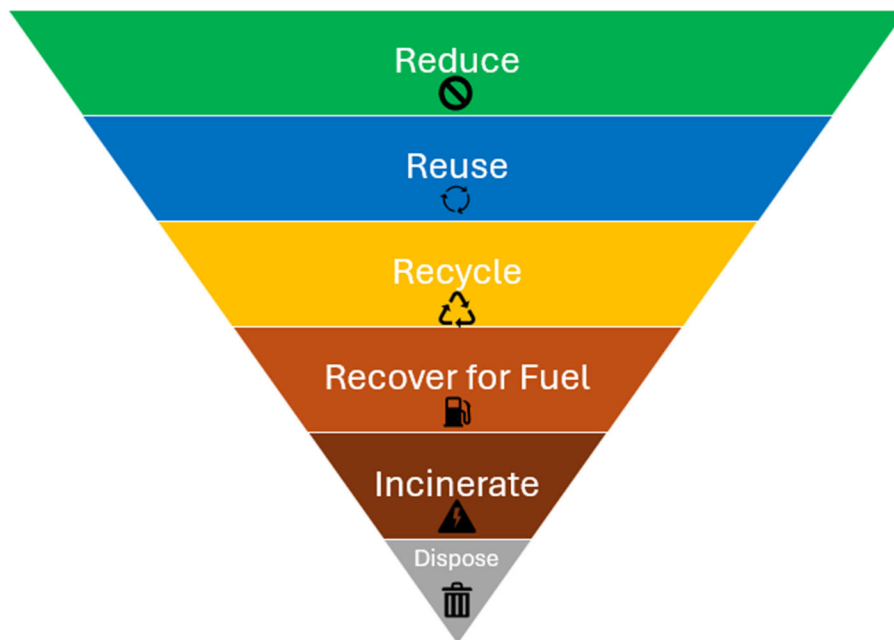 Reduce
Reuse
Recycle
Recover for Fuel
Incinerate
Dispose